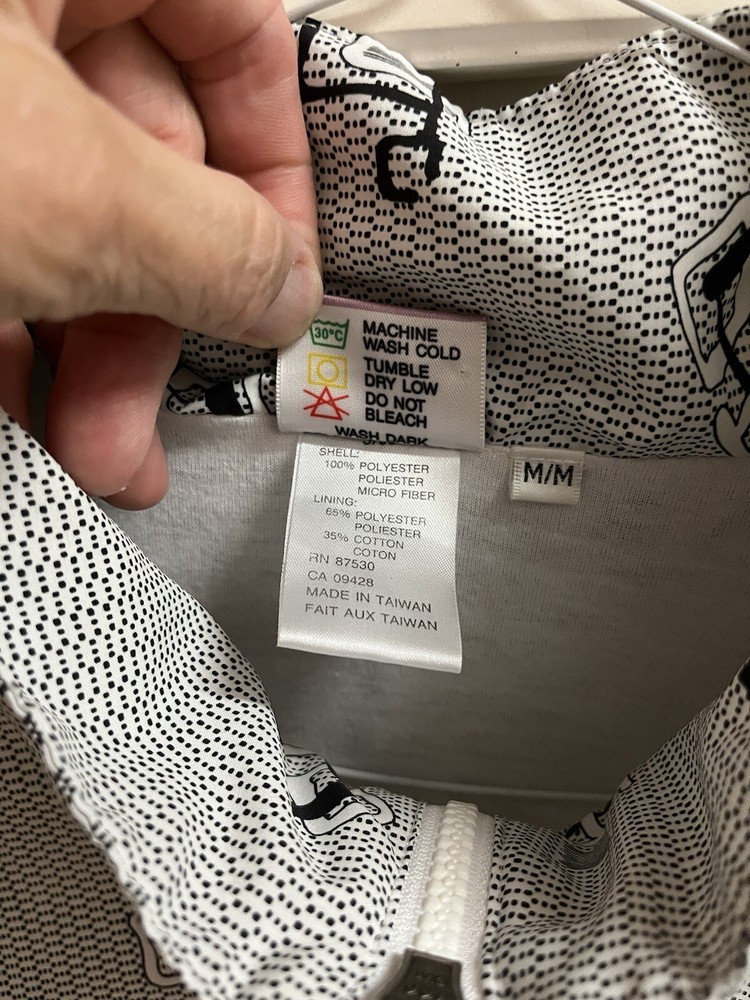 30°C
MACHINE
WASH COLD
TUMBLE
DRY LOW
DO NOT
BLEACH
WASH DARK
SHELL:
100% POLYESTER
POLIESTER
MICRO FIBER
LINING:
65% POLYESTER
POLIESTER
35% COTTON
COTON
RN 87530
CA 09428
MADE IN TAIWAN
FAIT AUX TAIWAN
M/M